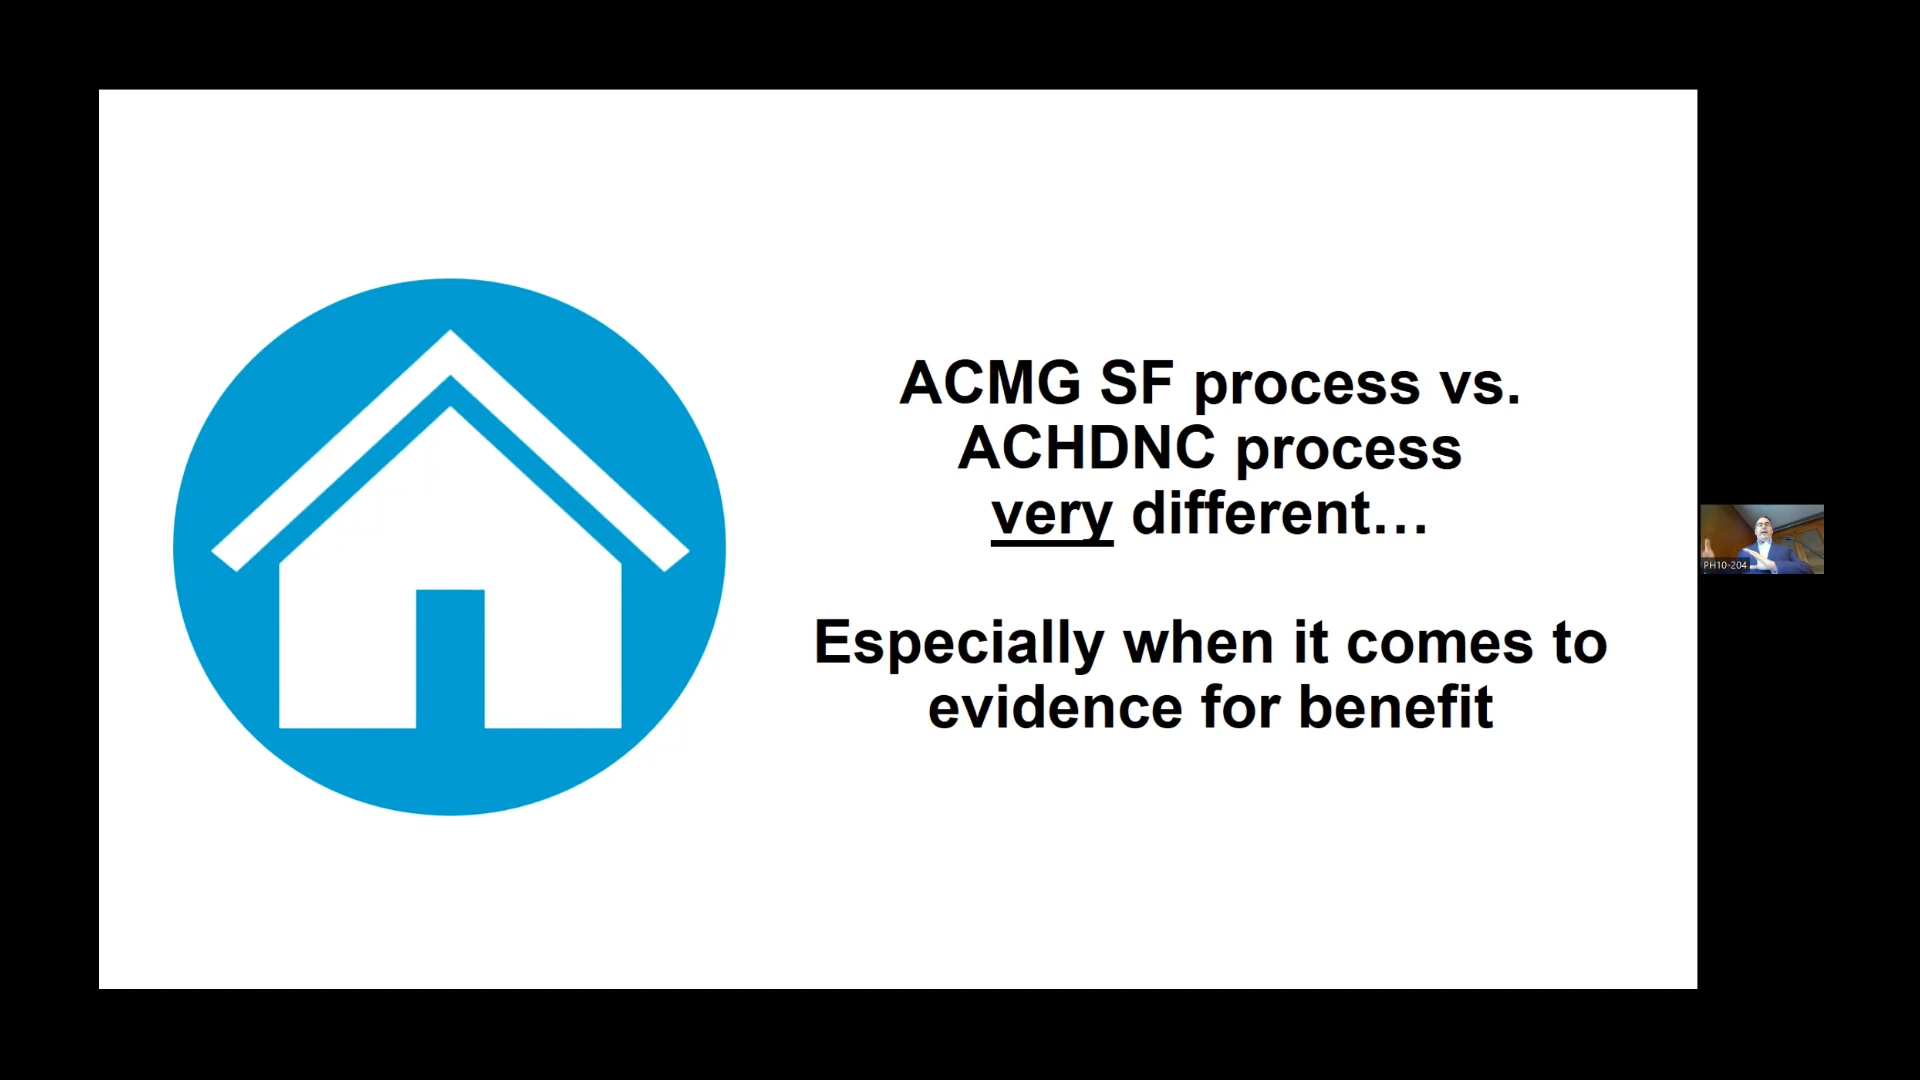 ACMG SF process vs.
ACHDNC process
very different…
Especially when it comes to
evidence for benefit
PH10-204